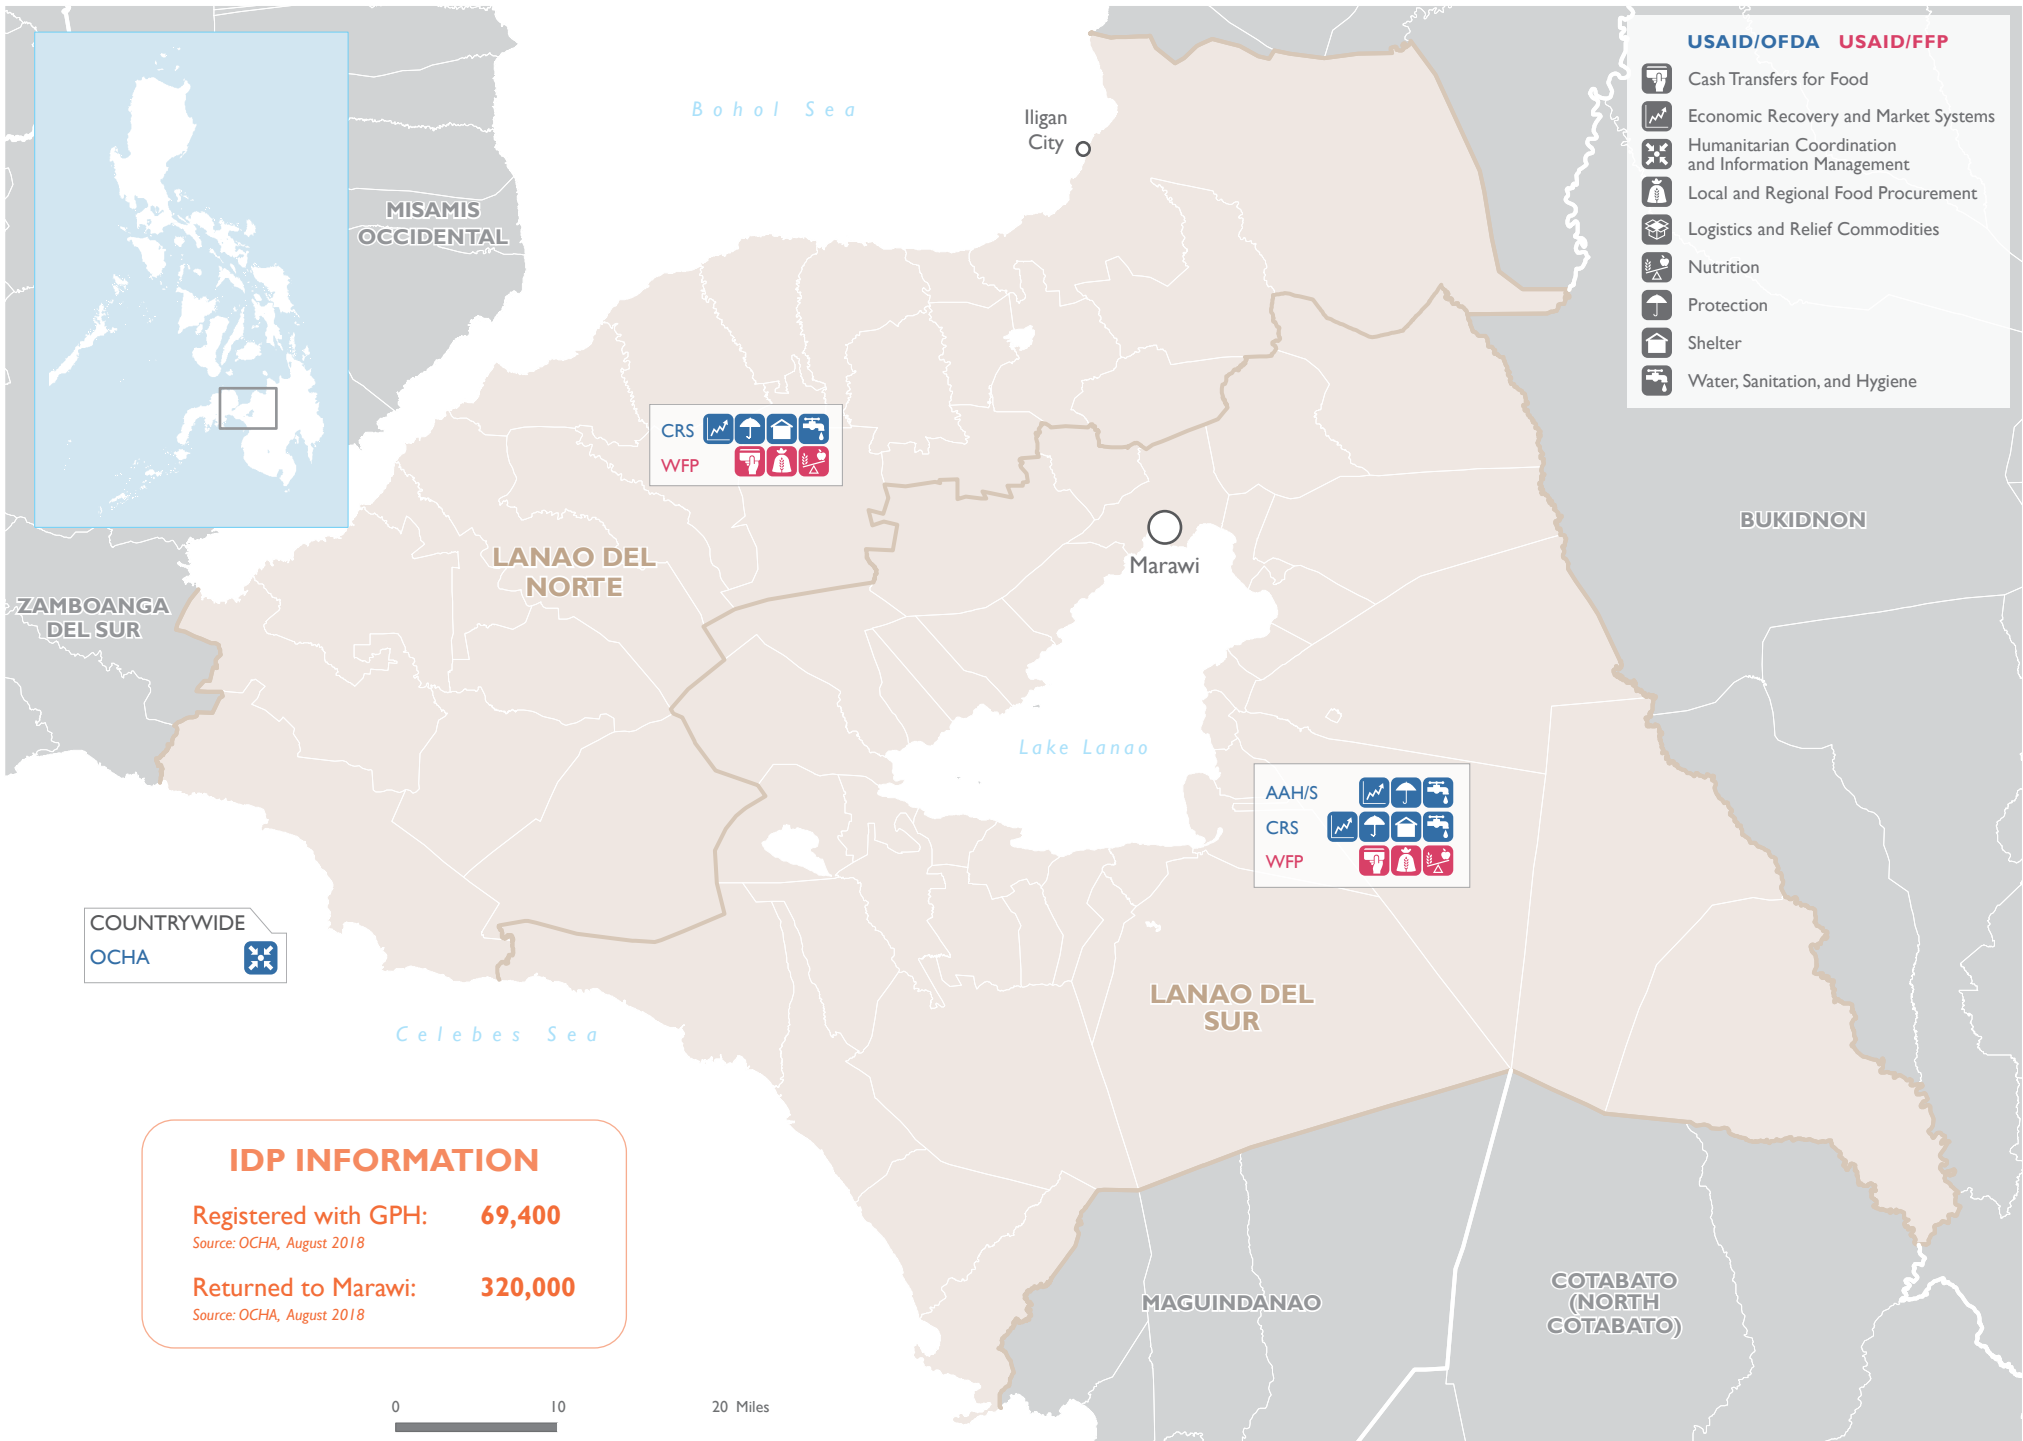 USAID/OFDA USAID/FFP
Cash Transfers for Food
Economic Recovery and Market Systems
Humanitarian Coordination
and Information Management
Local and Regional Food Procurement
Logistics and Relief Commodities
Nutrition
Protection
Shelter
Water, Sanitation, and Hygiene
Bohol Sea
Iligan
City
MISAMIS
OCCIDENTAL
CRS
WFP
BUKIDNON
LANAO DEL
NORTE
Marawi
ZAMBOANGA
DEL SUR
Lake Lanao
AAH/S
CRS
WFP
COUNTRYWIDE
OCHA
LANAO DEL
SUR
Celebes Sea
IDP INFORMATION
Registered with GPH: 69,400
Source: OCHA, August 2018
Returned to Marawi: 320,000
Source: OCHA, August 2018
MAGUINDANAO
COTABATO
(NORTH
COTABATO)
0 10 20 Miles